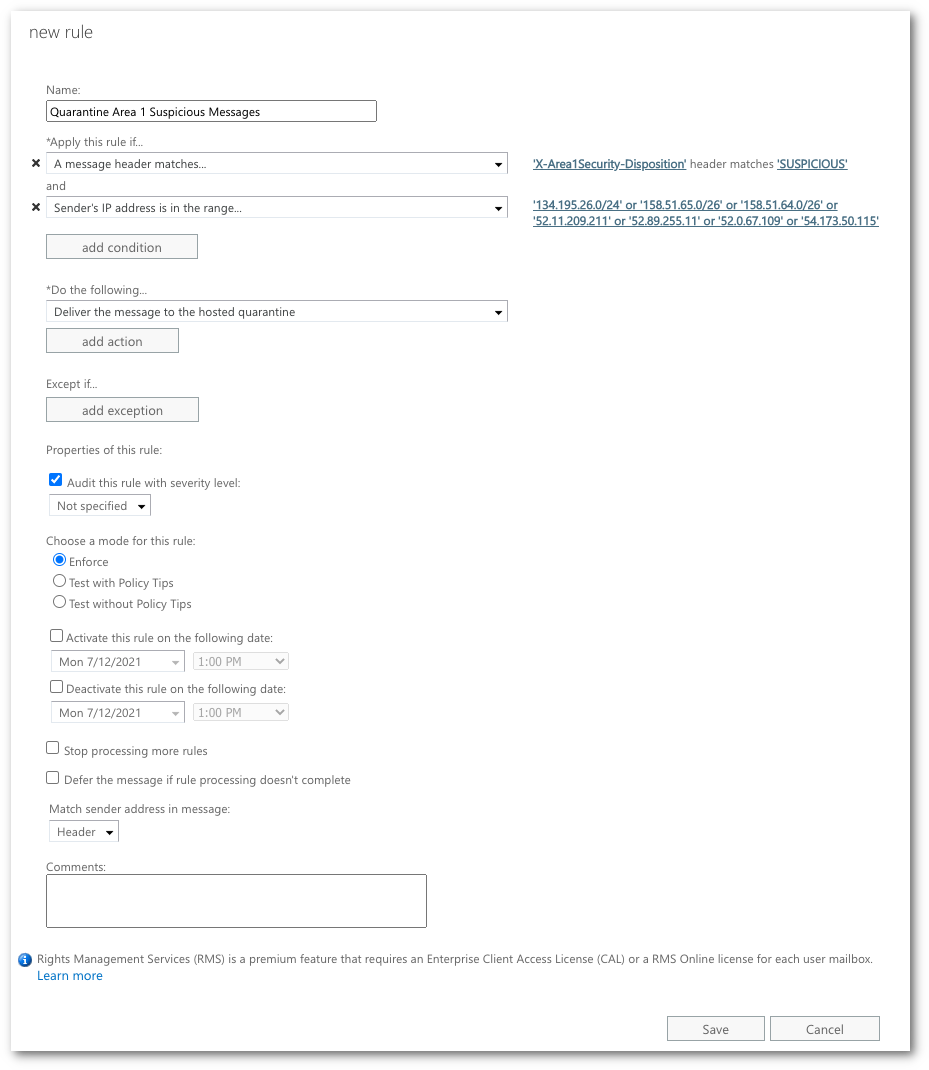 new rule
Name:
Quarantine Area 1 Suspicious Messages
*Apply this rule if...
A message header matches...
'X-Area1Security-Disposition' header matches 'SUSPICIOUS'
and
Sender's IP address is in the range...
'134.195.26.0/24' or '158.51.65.0/26' or '158.51.64.0/26' or
'52.11.209.211' or '52.89.255.11' or '52.0.67.109' or '54.173.50.115'
add condition
*Do the following...
Deliver the message to the hosted quarantine
add action
Except if...
add exception
Properties of this rule:
Audit this rule with severity level:
Not specified
Choose a mode for this rule:
Enforce
Test with Policy Tips
Test without Policy Tips
Activate this rule on the following date:
Mon 7/12/2021 1:00 PM
Deactivate this rule on the following date:
Mon 7/12/2021 1:00 PM
Stop processing more rules
Defer the message if rule processing doesn't complete
Match sender address in message:
Header
Comments:
Rights Management Services (RMS) is a premium feature that requires an Enterprise Client Access License (CAL) or a RMS Online license for each user mailbox.
Learn more
Save Cancel